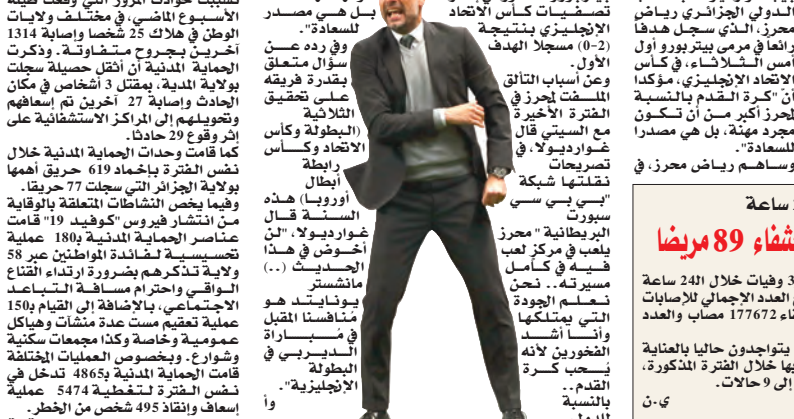 الدولي الجزائري رياض
محرز، الذي سجل هدفا
رائعا في مرمى بيتربورو أول
أمس الثلاثاء، في كأس
الاتحاد الإنجليزي، مؤكدا
أنّ "كرة القدم بالنسبة
لمحرز أكبر من أن تكون
مجرد مهنة، بل هي مصدرا
للسعادة".
وساهم رياض محرز، في
تصفيات كأس الاتحاد
الإنجليزي بنتيجة
(0-2) مسجلا الهدف
الأول.
وعن أسباب التألق
الملفت لمحرز في
الفترة الأخيرة
مع السيتي قال
غوارديولا، في
تصريحات
نقلتها شبكة
"بي بي سي
سبورت
البريطانية " محرز
يلعب في مركز لعب
فيه في كامل
مسيرته.. نحن
نعلم الجودة
التي يمتلكها
وأنا أشد
الفخورين لأنه
يُحب كرة
القدم..
بالنسبة
بل هي مصدر
للسعادة".
وفي رده عن
سؤال متعلق
بقدرة فريقه
على تحقيق
الثلاثية
(البطولة وكأس
الاتحاد وكأس
رابطة
أبطال
أوروبا) هذه
السنة قال
غوارديولا، "لن
أخوض في هذا
الحديث (..)
مانشستر
يونايتد هو
مُنافسنا المقبل
في مُباراة
الديربي في
البطولة
الإنجليزية".
وأ
تسببت حوادث المرور التي وقعت طيلة
الأسبوع الماضي، في مختلف ولايات
الوطن في هلاك 25 شخصا وإصابة 1314
آخرين بجروح متفاوتة. وذكرت
الحماية المدنية أن أثقل حصيلة سجلت
بولاية المدية، بمقتل 3 أشخاص في مكان
الحادث وإصابة 27 آخرين تم إسعافهم
وتحويلهم إلى المراكز الاستشفائية على
إثر وقوع 29 حادثا.
كما قامت وحدات الحماية المدنية خلال
نفس الفترة بإخماد 619 حريق أهمها
بولاية الجزائر التي سجلت 77 حريقا.
وفيما يخص النشاطات المتعلقة بالوقاية
من انتشار فيروس "كوفيد 19" قامت
عناصر الحماية المدنية ب180 عملية
تحسيسية لفائدة المواطنين عبر 58
ولاية تذكرهم بضرورة ارتداء القناع
الواقي واحترام مسافة التباعد
الاجتماعي، بالإضافة إلى القيام ب150
عملية تعقيم مست عدة منشآت وهياكل
عمومية وخاصة وكذا مجمعات سكنية
وشوارع. وبخصوص العمليات المختلفة
قامت الحماية المدنية ب4865 تدخل في
نفس الفترة لتغطية 5474 عملية
إسعاف وإنقاذ 495 شخص من الخطر.
ساعة
شفاء 89 مريضا
3 وفيات خلال ال24 ساعة
العدد الإجمالي للإصابات
177672 مصاب والعدد
يتواجدون حاليا بالعناية
بها خلال الفترة المذكورة،
إلى 9 حالات.
ي.ن